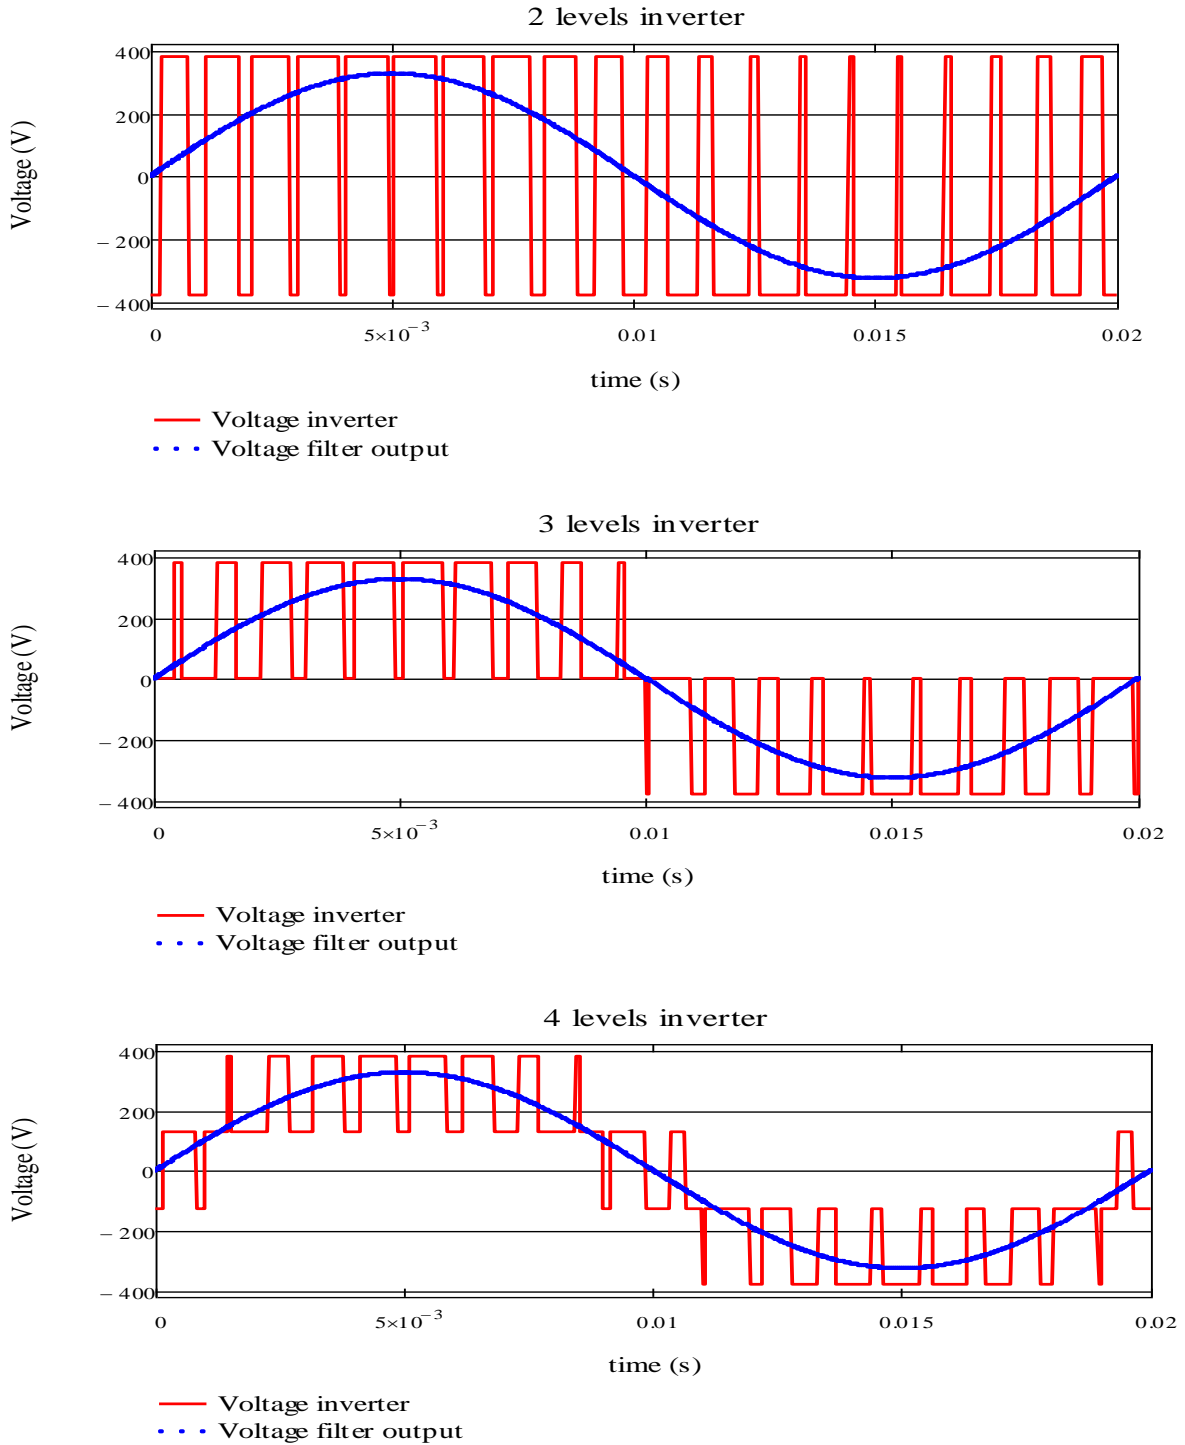 2 levels inverter
400
200
0
− 200
− 400
Voltage (V)
0 5×10⁻³ 0.01 0.015 0.02
time (s)
Voltage inverter
Voltage filter output
3 levels inverter
400
200
0
− 200
− 400
Voltage (V)
0 5×10⁻³ 0.01 0.015 0.02
time (s)
Voltage inverter
Voltage filter output
4 levels inverter
400
200
0
− 200
− 400
Voltage (V)
0 5×10⁻³ 0.01 0.015 0.02
time (s)
Voltage inverter
Voltage filter output